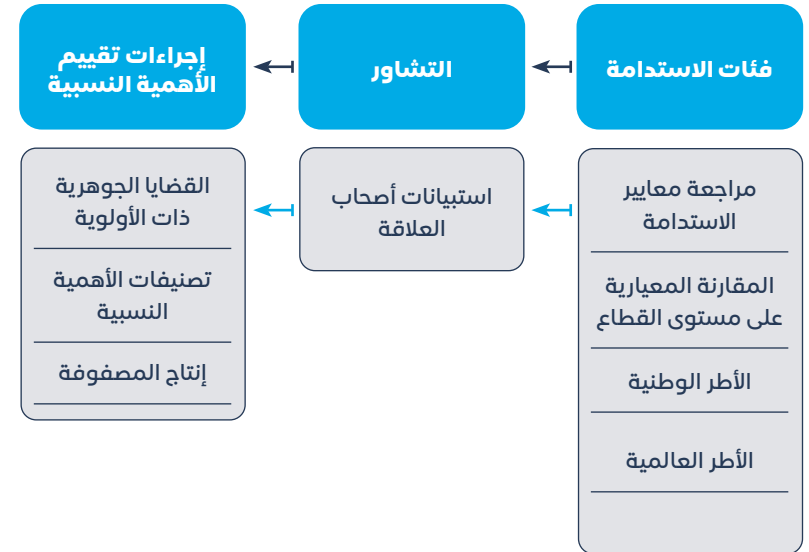 فئات الاستدامة
التشاور
إجراءات تقييم
الأهمية النسبية
مراجعة معايير
الاستدامة
المقارنة المعيارية
على مستوى القطاع
الأطر الوطنية
الأطر العالمية
استبيانات أصحاب
العلاقة
القضايا الجوهرية
ذات الأولوية
تصنيفات الأهمية
النسبية
إنتاج المصفوفة